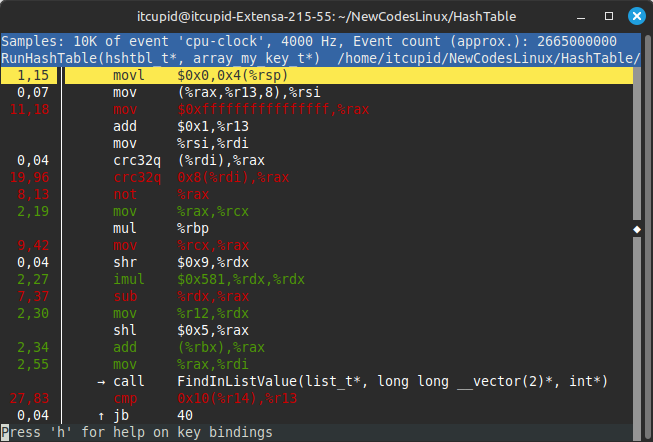 itcupid@itcupid-Extensa-215-55: ~/NewCodesLinux/HashTable
Samples: 10K of event 'cpu-clock', 4000 Hz, Event count (approx.): 2665000000
RunHashTable(hshtbl_t*, array_my_key_t*)  /home/itcupid/NewCodesLinux/HashTable/
1,15 movl $0x0,0x4(%rsp)
0,07 mov (%rax,%r13,8),%rsi
11,18 mov $0xffffffffffffffff,%rax
add $0x1,%r13
mov %rsi,%rdi
0,04 crc32q (%rdi),%rax
19,96 crc32q 0x8(%rdi),%rax
8,13 not %rax
2,19 mov %rax,%rcx
mul %rbp
9,42 mov %rcx,%rax
0,04 shr $0x9,%rdx
2,27 imul $0x581,%rdx,%rdx
7,37 sub %rdx,%rax
2,30 mov %r12,%rdx
shl $0x5,%rax
2,34 add (%rbx),%rax
2,55 mov %rax,%rdi
→ call FindInListValue(list_t*, long long __vector(2)*, int*)
27,83 cmp 0x10(%r14),%r13
0,04 ↑ jb 40
Press 'h' for help on key bindings